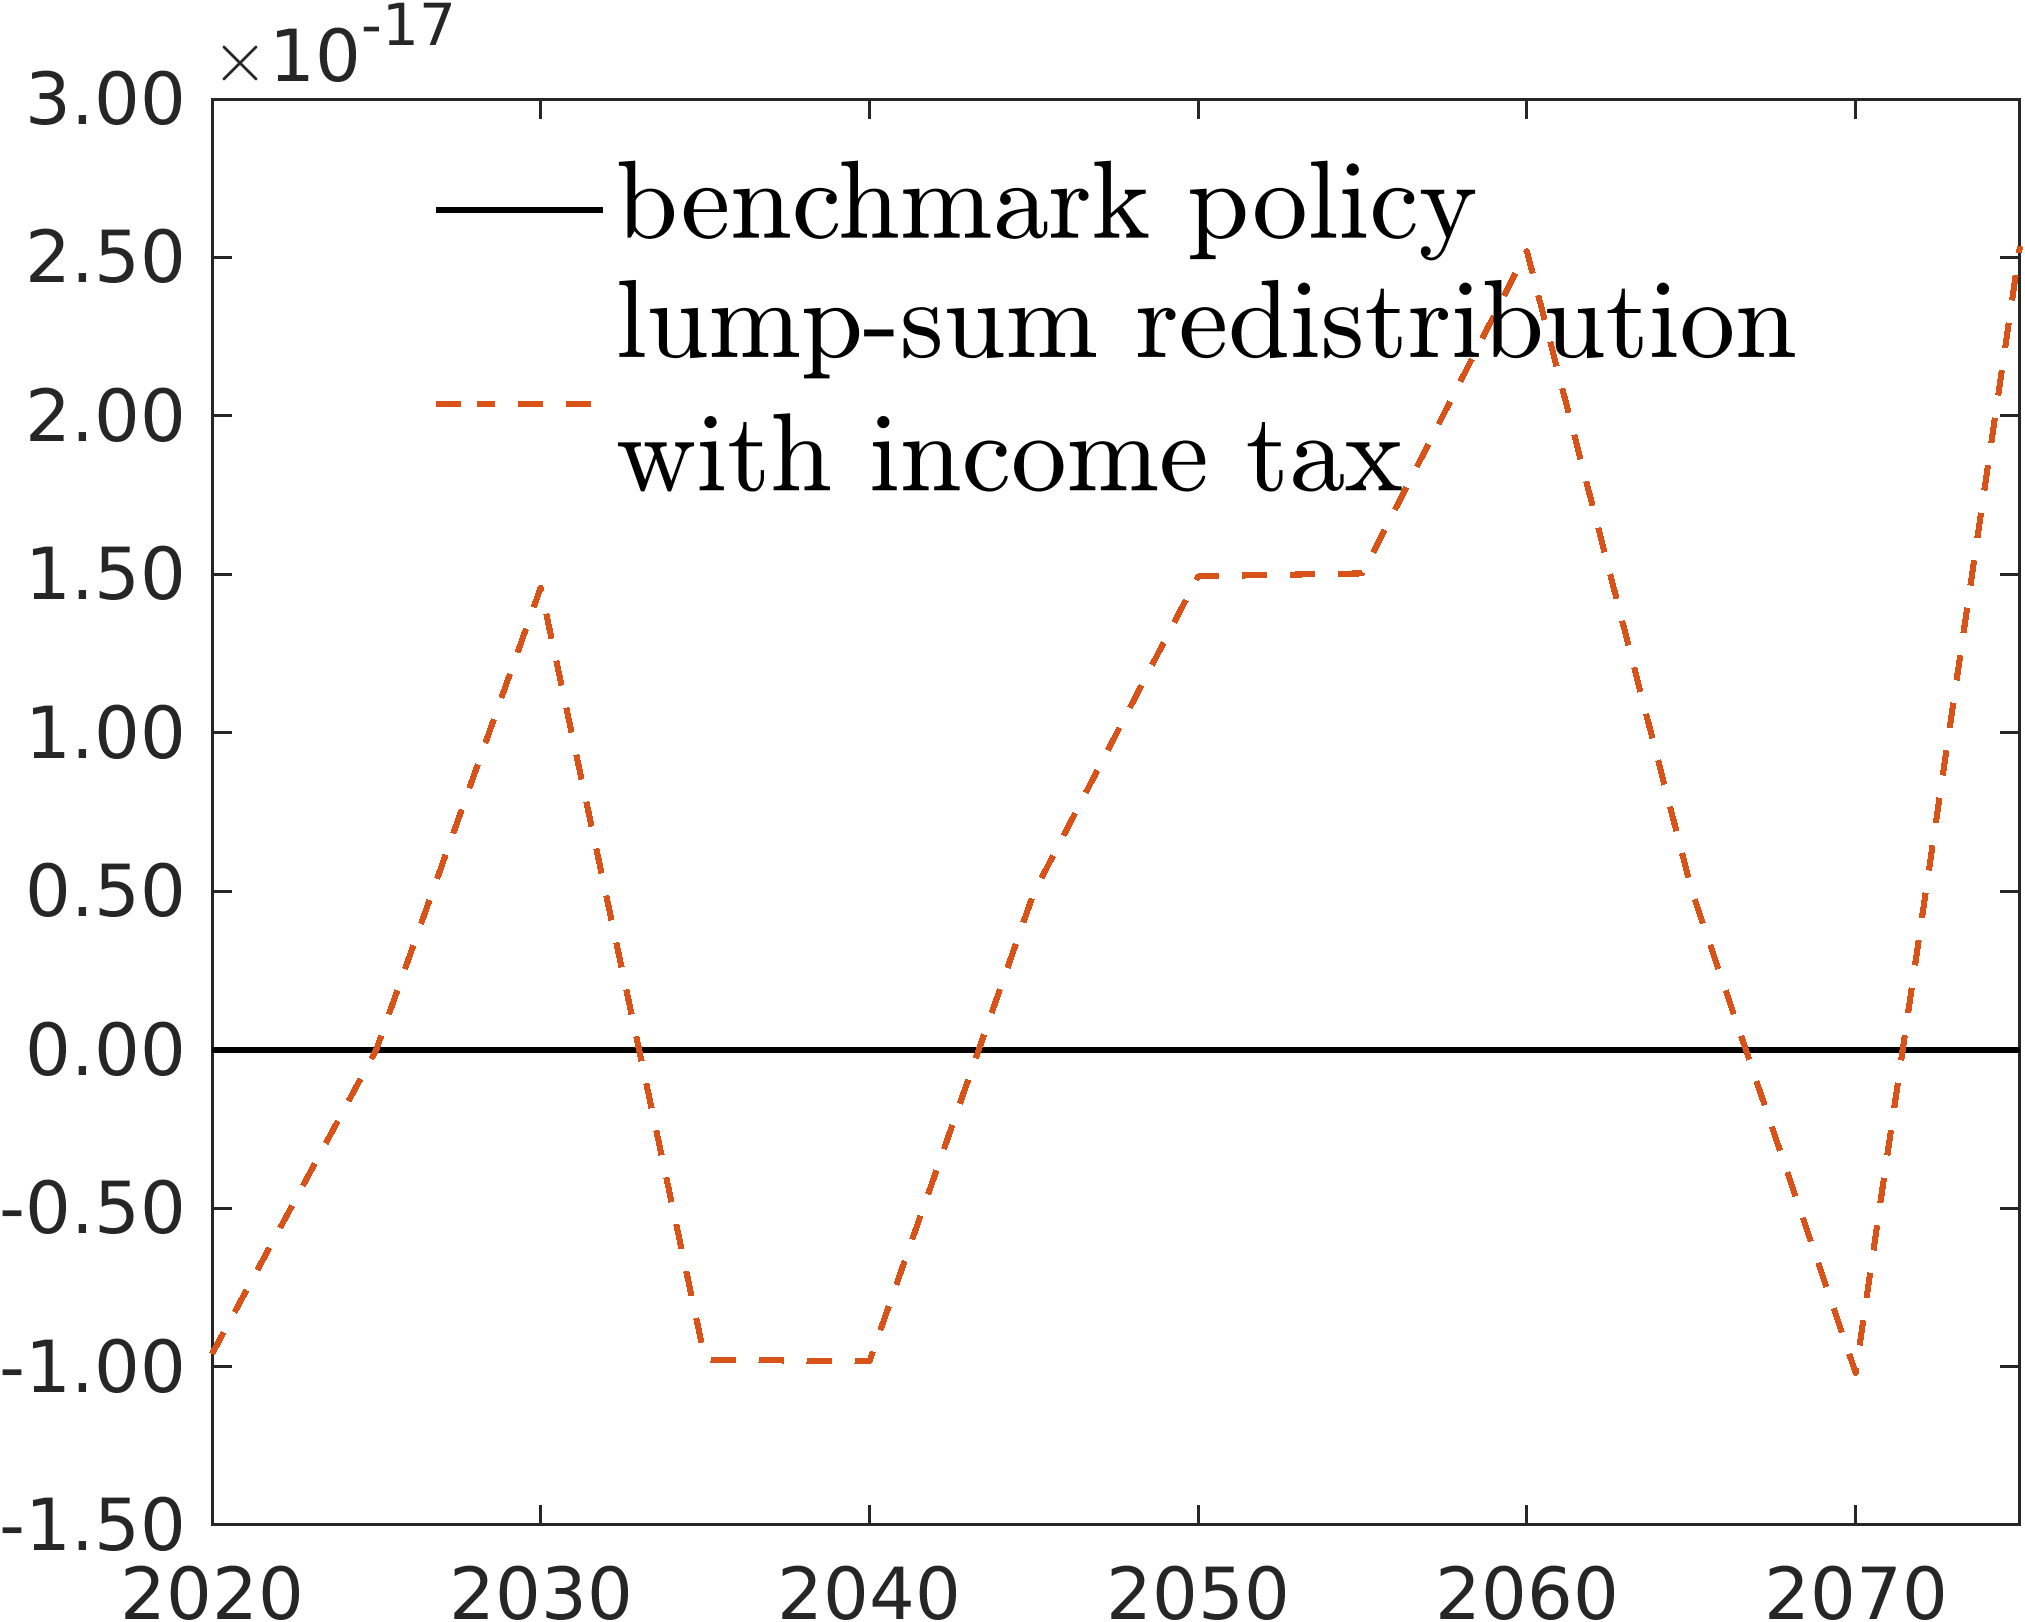 ×10-17
3.00
benchmark policy
2.50
lump-sum redistribution
2.00
with income tax
1.50
1.00
0.50
0.00
-0.50
-1.00
-1.50
2020 2030 2040 2050 2060 2070